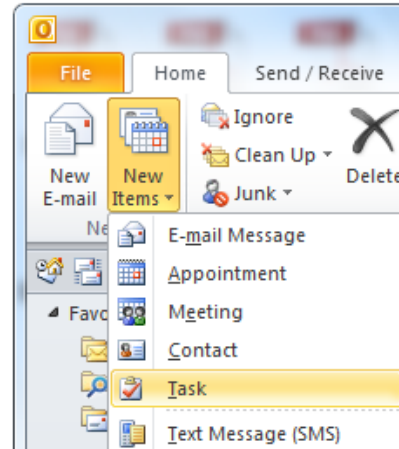 File Home Send / Receive
Ignore
Clean Up
Junk
Delete
New
E-mail
New
Items
Ne
E-mail Message
Appointment
Meeting
Contact
Task
Text Message (SMS)
Favo